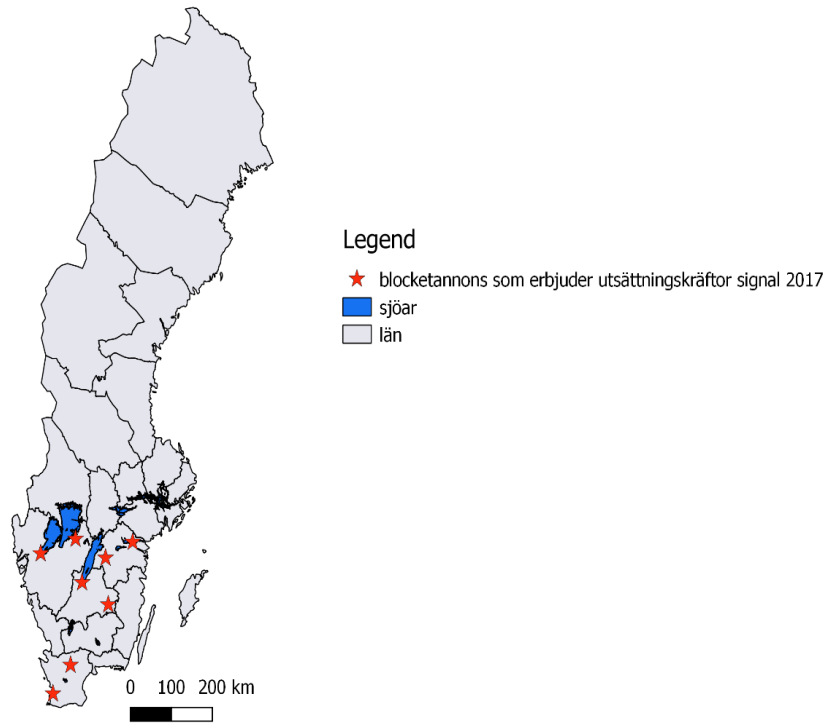 Legend
blocketannons som erbjuder utsättningskräftor signal 2017
sjöar
län
0 100 200 km